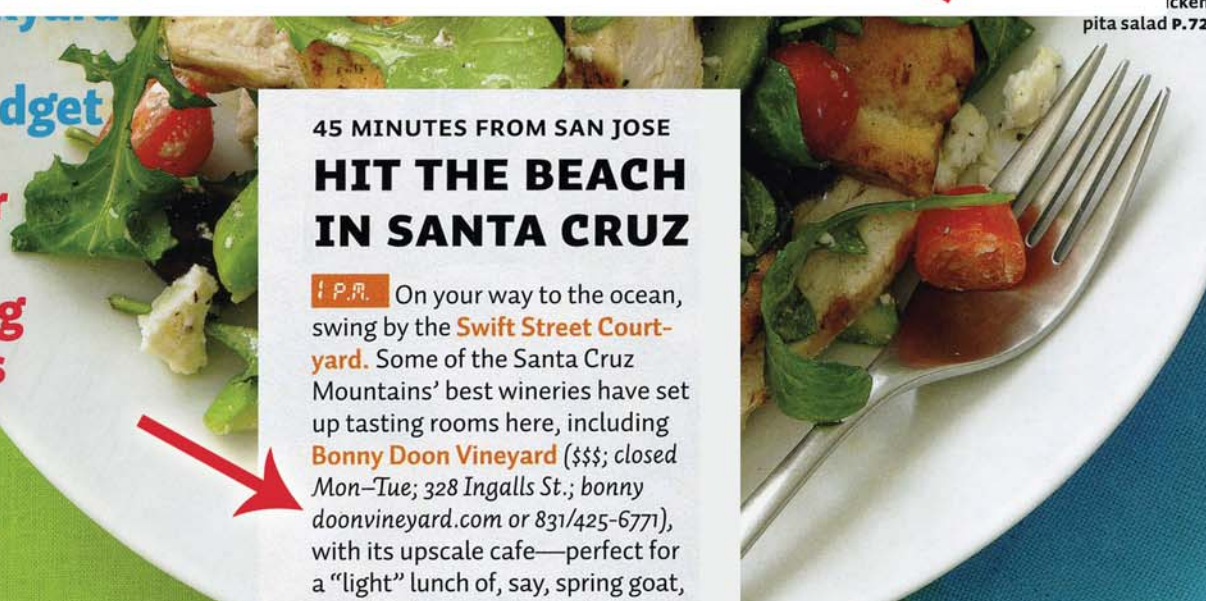 icken
pita salad P.72
yard
dget
r
g
s
45 MINUTES FROM SAN JOSE
HIT THE BEACH
IN SANTA CRUZ
1 P.M. On your way to the ocean,
swing by the Swift Street Court-
yard. Some of the Santa Cruz
Mountains' best wineries have set
up tasting rooms here, including
Bonny Doon Vineyard ($$$; closed
Mon–Tue; 328 Ingalls St.; bonny
doonvineyard.com or 831/425-6771),
with its upscale cafe—perfect for
a "light" lunch of, say, spring goat,